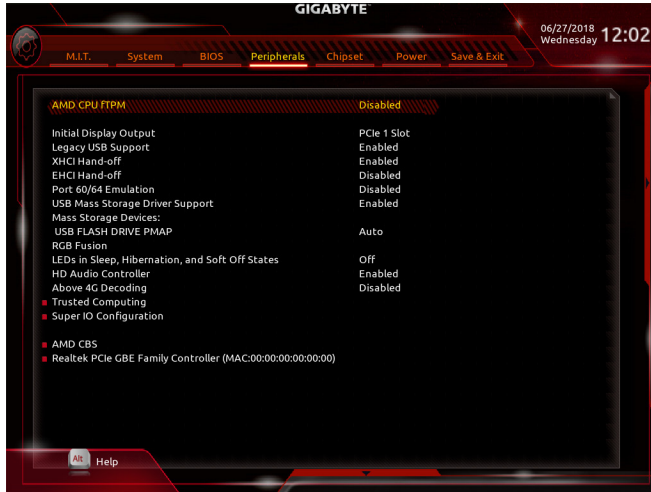 GIGABYTE™
06/27/2018
Wednesday
12:02
M.I.T. System BIOS Peripherals Chipset Power Save & Exit
AMD CPU fTPM Disabled
Initial Display Output PCIe 1 Slot
Legacy USB Support Enabled
XHCI Hand-off Enabled
EHCI Hand-off Disabled
Port 60/64 Emulation Disabled
USB Mass Storage Driver Support Enabled
Mass Storage Devices:
USB FLASH DRIVE PMAP Auto
RGB Fusion
LEDs in Sleep, Hibernation, and Soft Off States Off
HD Audio Controller Enabled
Above 4G Decoding Disabled
Trusted Computing
Super IO Configuration
AMD CBS
Realtek PCIe GBE Family Controller (MAC:00:00:00:00:00:00)
Alt Help